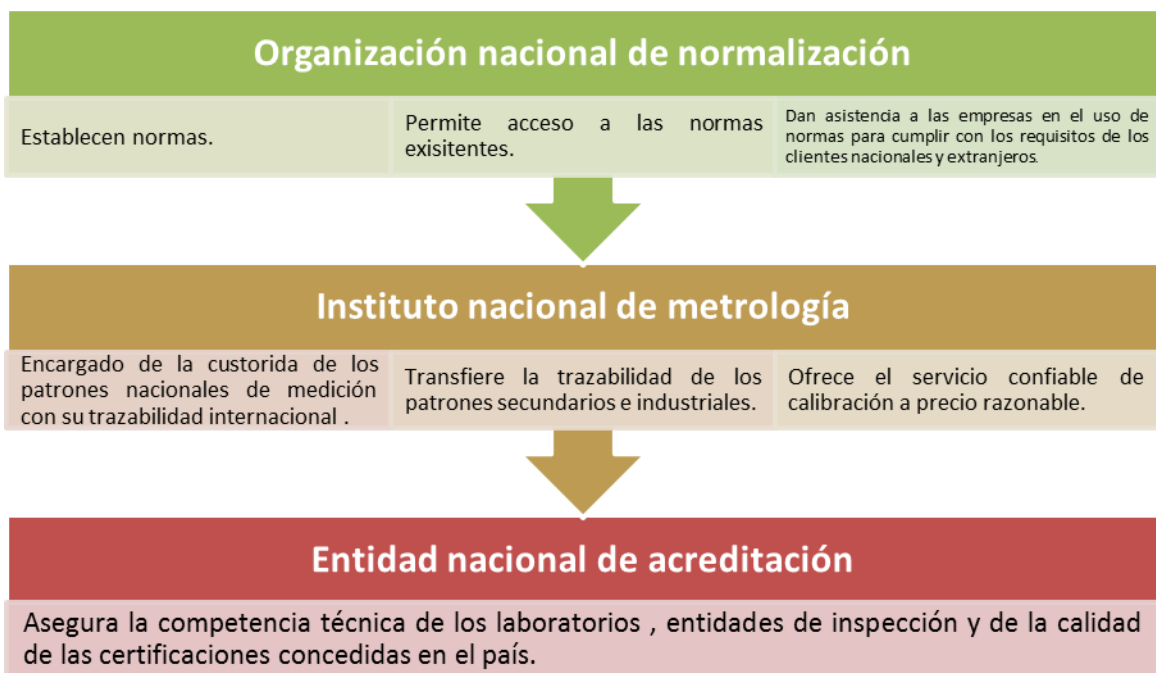 Organización nacional de normalización
Establecen normas.
Permite acceso a las normas
exisitentes.
Dan asistencia a las empresas en el uso de
normas para cumplir con los requisitos de los
clientes nacionales y extranjeros.
Instituto nacional de metrología
Encargado de la custorida de los
patrones nacionales de medición
con su trazabilidad internacional .
Transfiere la trazabilidad de los
patrones secundarios e industriales.
Ofrece el servicio confiable de
calibración a precio razonable.
Entidad nacional de acreditación
Asegura la competencia técnica de los laboratorios , entidades de inspección y de la calidad
de las certificaciones concedidas en el país.